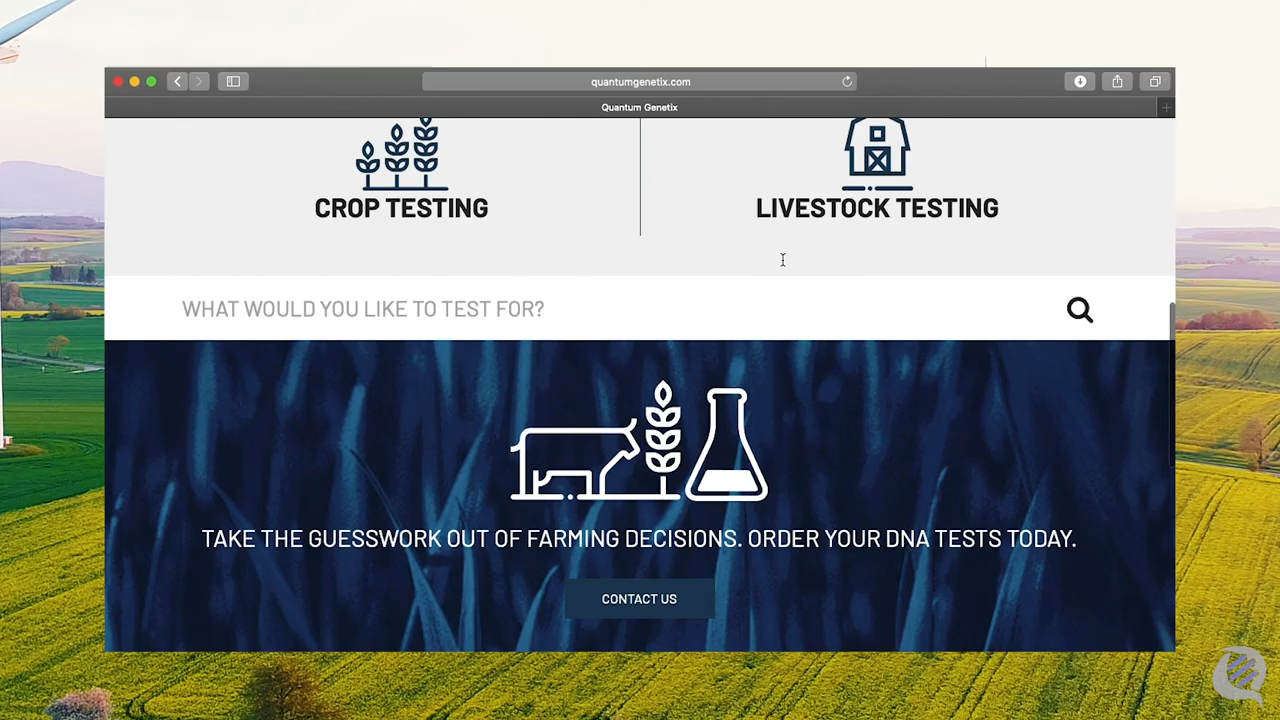 quantumgenetix.com
Quantum Genetix
CROP TESTING
LIVESTOCK TESTING
WHAT WOULD YOU LIKE TO TEST FOR?
TAKE THE GUESSWORK OUT OF FARMING DECISIONS. ORDER YOUR DNA TESTS TODAY.
CONTACT US